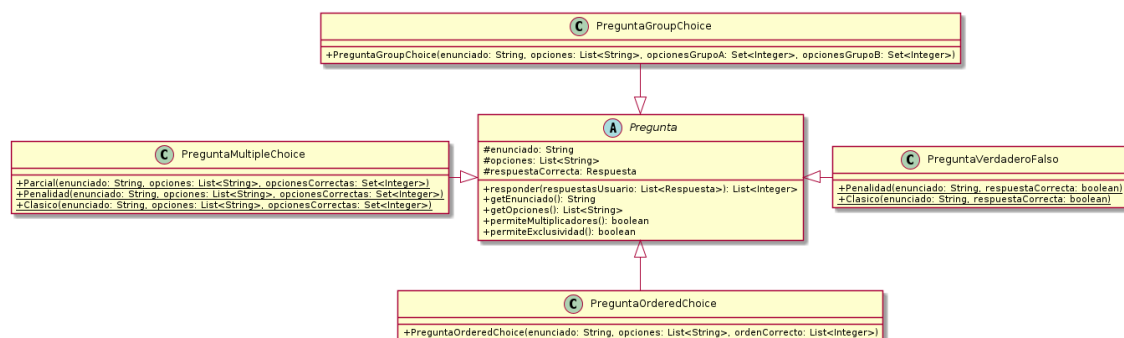 C PreguntaGroupChoice
+PreguntaGroupChoice(enunciado: String, opciones: List<String>, opcionesGrupoA: Set<Integer>, opcionesGrupoB: Set<Integer>)
C PreguntaMultipleChoice
+Parcial(enunciado: String, opciones: List<String>, opcionesCorrectas: Set<Integer>)
+Penalidad(enunciado: String, opciones: List<String>, opcionesCorrectas: Set<Integer>)
+Clasico(enunciado: String, opciones: List<String>, opcionesCorrectas: Set<Integer>)
A Pregunta
#enunciado: String
#opciones: List<String>
#respuestaCorrecta: Respuesta
+responder(respuestasUsuario: List<Respuesta>): List<Integer>
+getEnunciado(): String
+getOpciones(): List<String>
+permiteMultiplicadores(): boolean
+permiteExclusividad(): boolean
C PreguntaVerdaderoFalso
+Penalidad(enunciado: String, respuestaCorrecta: boolean)
+Clasico(enunciado: String, respuestaCorrecta: boolean)
C PreguntaOrderedChoice
+PreguntaOrderedChoice(enunciado: String, opciones: List<String>, ordenCorrecto: List<Integer>)